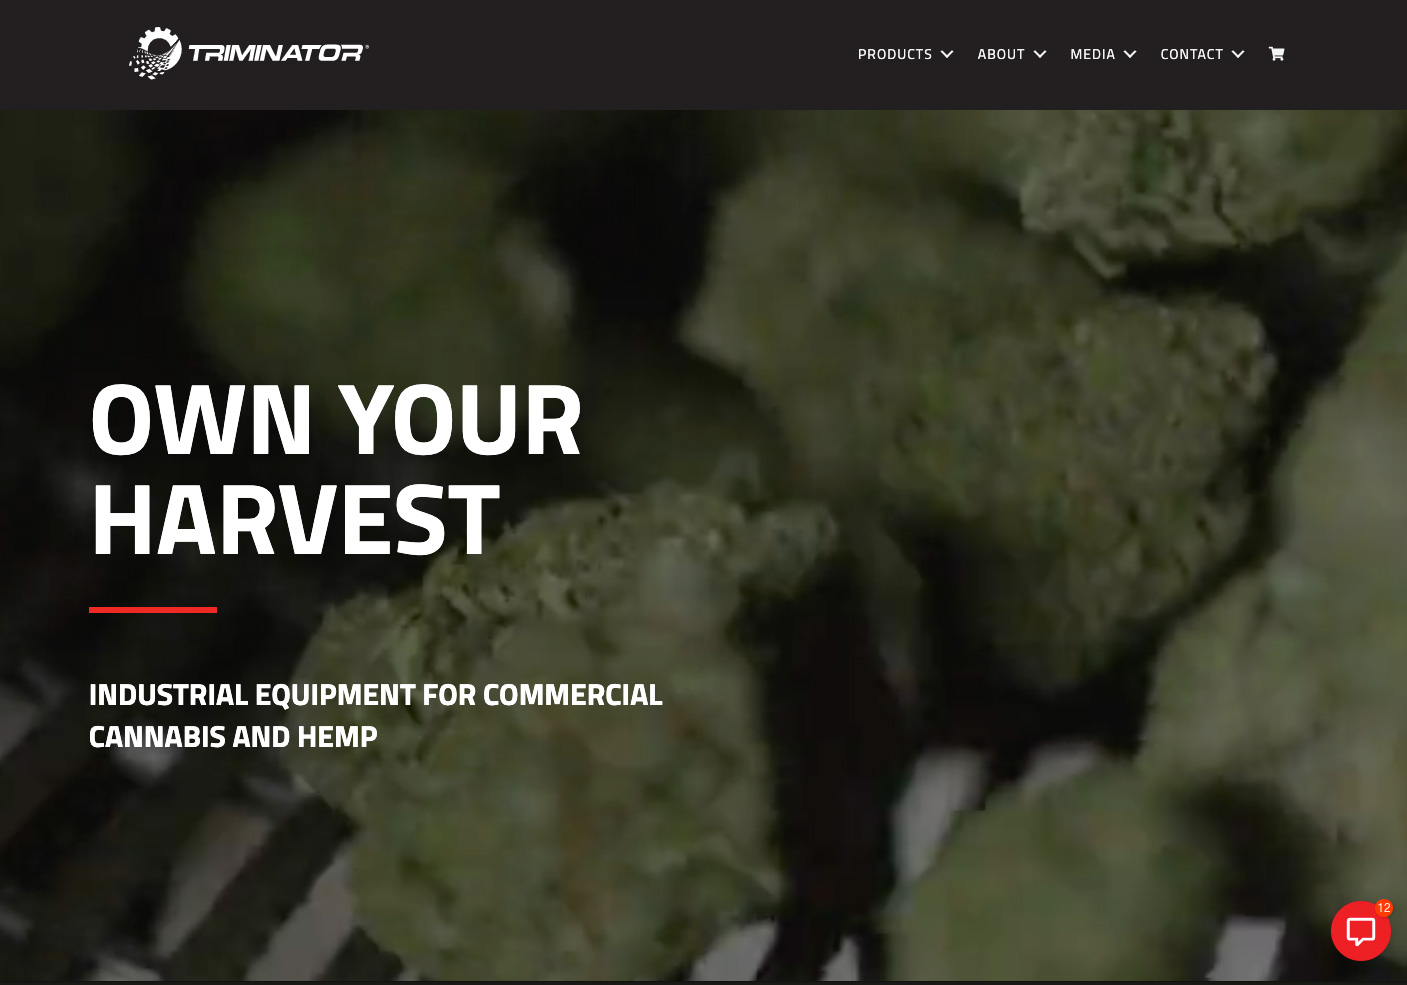 TRIMINATOR®
PRODUCTS ABOUT MEDIA CONTACT
OWN YOUR
HARVEST
INDUSTRIAL EQUIPMENT FOR COMMERCIAL
CANNABIS AND HEMP
12